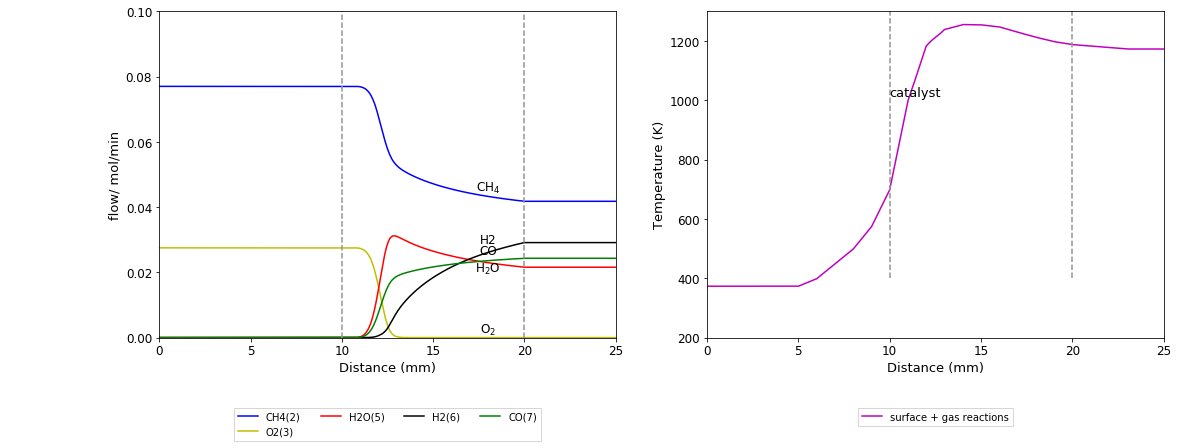 0.10
0.08
0.06
0.04
0.02
0.00
flow/ mol/min
CH₄
H2
CO
H₂O
O₂
0 5 10 15 20 25
Distance (mm)
CH4(2) H2O(5) H2(6) CO(7)
O2(3)
1200
1000
800
600
400
200
Temperature (K)
catalyst
0 5 10 15 20 25
Distance (mm)
surface + gas reactions